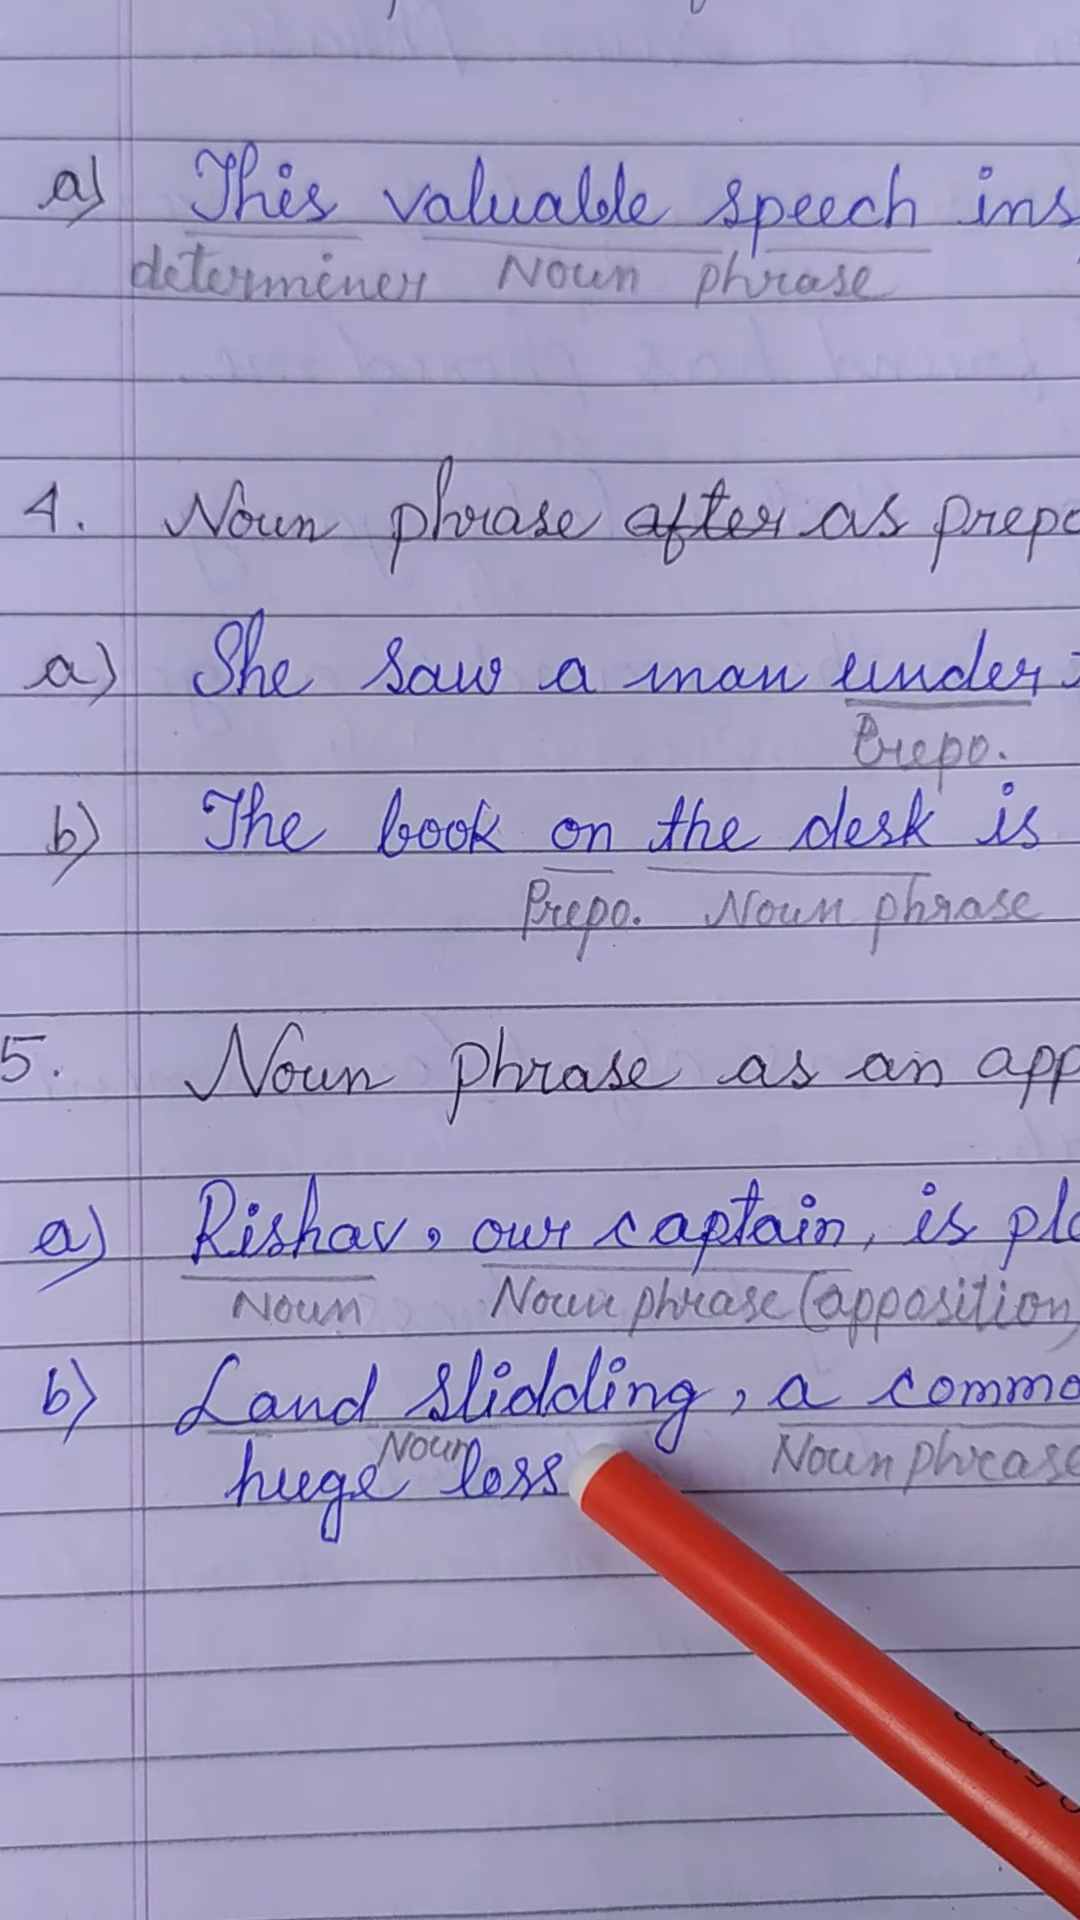 a) This valuable speech ins
determiner Noun phrase
4. Noun phrase after as prepo
a) She saw a man under
Prepo.
b) The book on the desk is
Prepo. Noun phrase
5. Noun phrase as an app
a) Rishav, our captain, is pla
Noun Noun phrase (apposition)
b) Land slidding, a commo
Noun Noun phrase
huge loss